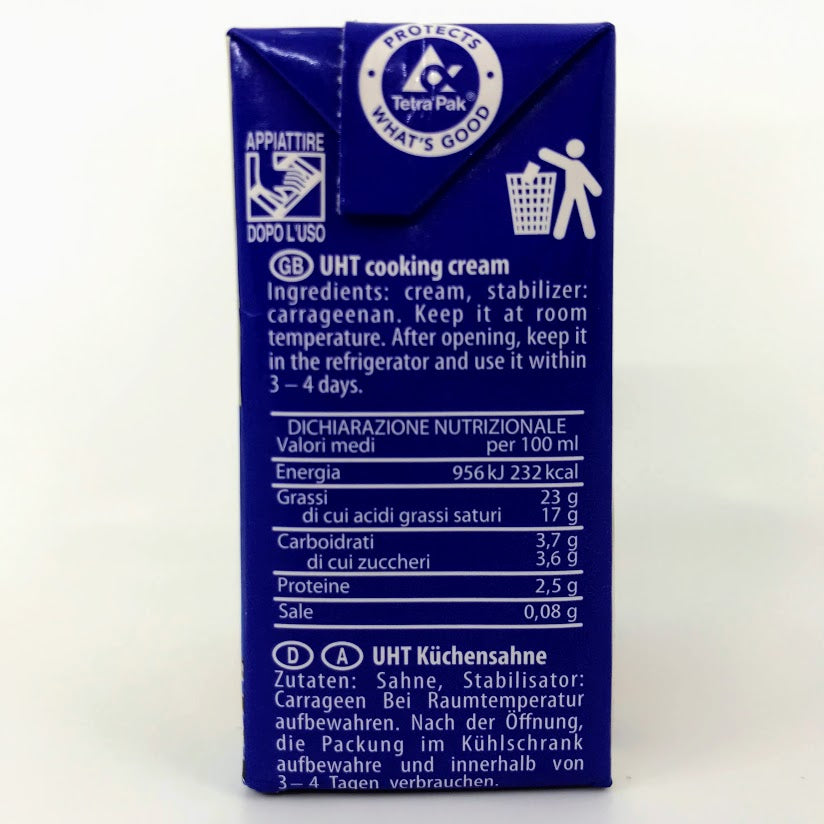 PROTECTS
Tetra Pak®
WHAT'S GOOD
APPIATTIRE
DOPO L'USO
GB UHT cooking cream
Ingredients: cream, stabilizer:
carrageenan. Keep it at room
temperature. After opening, keep it
in the refrigerator and use it within
3 – 4 days.
DICHIARAZIONE NUTRIZIONALE
Valori medi per 100 ml
Energia 956 kJ 232 kcal
Grassi 23 g
di cui acidi grassi saturi 17 g
Carboidrati 3,7 g
di cui zuccheri 3,6 g
Proteine 2,5 g
Sale 0,08 g
D A UHT Küchensahne
Zutaten: Sahne, Stabilisator:
Carrageen Bei Raumtemperatur
aufbewahren. Nach der Öffnung,
die Packung im Kühlschrank
aufbewahre und innerhalb von
3 – 4 Tagen verbrauchen.